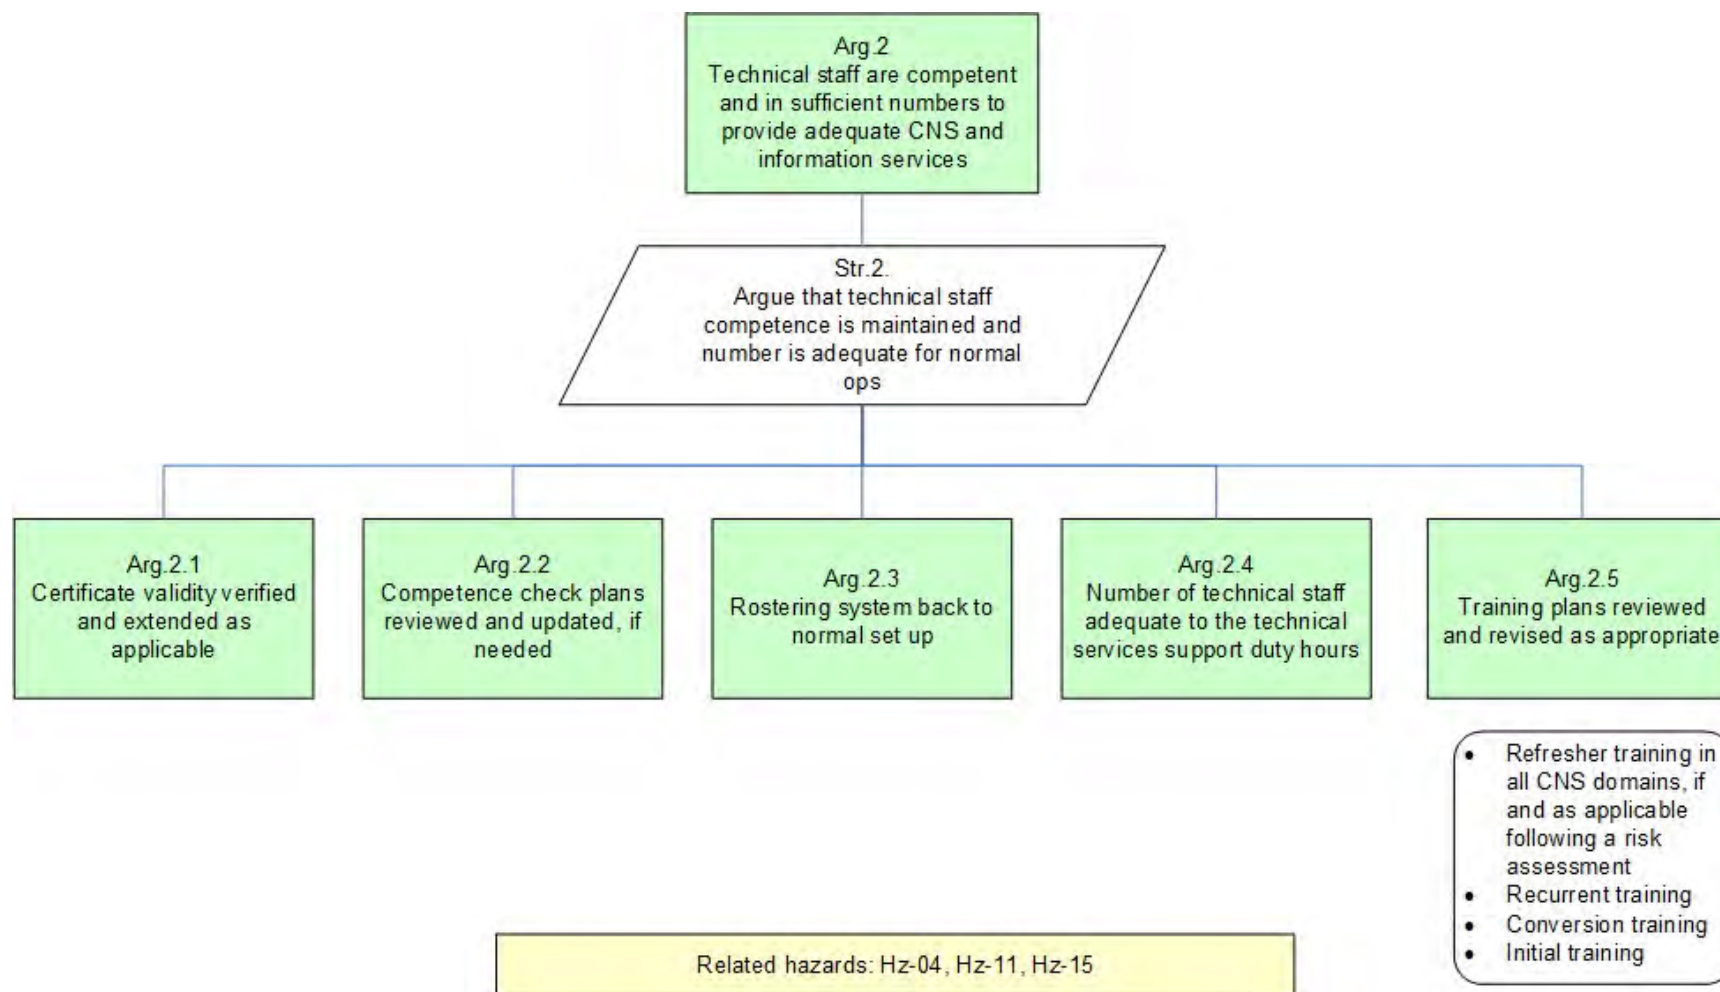 Arg.2
Technical staff are competent
and in sufficient numbers to
provide adequate CNS and
information services
Str.2.
Argue that technical staff
competence is maintained and
number is adequate for normal
ops
Arg.2.1
Certificate validity verified
and extended as
applicable
Arg.2.2
Competence check plans
reviewed and updated, if
needed
Arg.2.3
Rostering system back to
normal set up
Arg.2.4
Number of technical staff
adequate to the technical
services support duty hours
Arg.2.5
Training plans reviewed
and revised as appropriate
• Refresher training in
all CNS domains, if
and as applicable
following a risk
assessment
• Recurrent training
• Conversion training
• Initial training
Related hazards: Hz-04, Hz-11, Hz-15